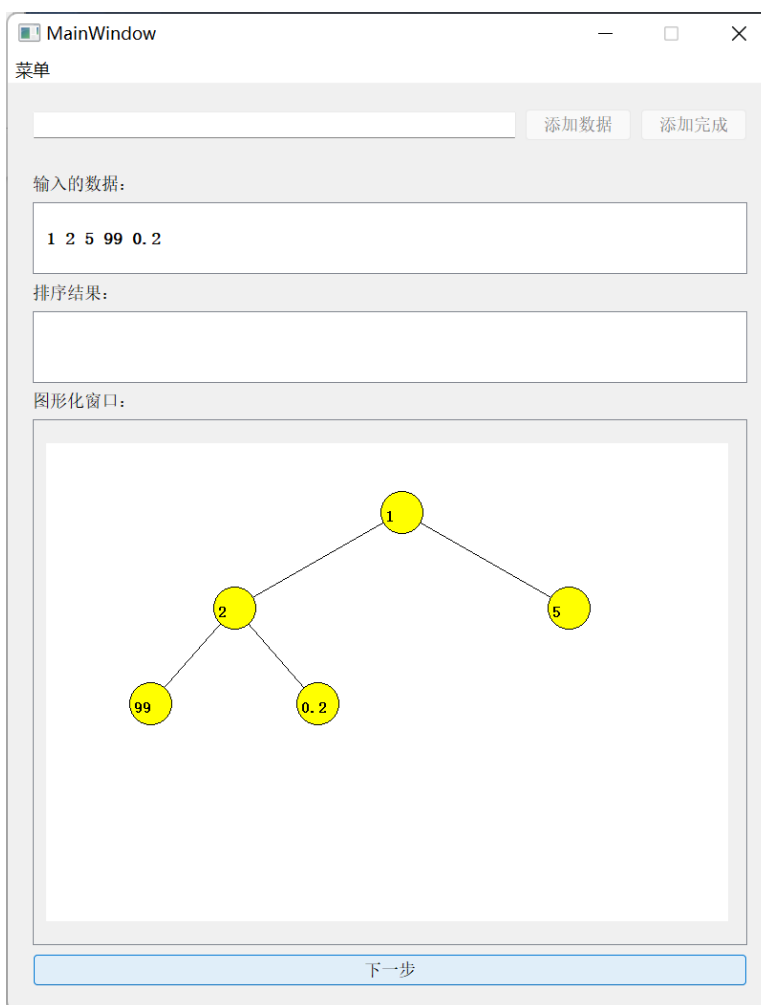 MainWindow
菜单
添加数据 添加完成
输入的数据：
1 2 5 99 0.2
排序结果：
图形化窗口：
1
2 5
99 0.2
下一步